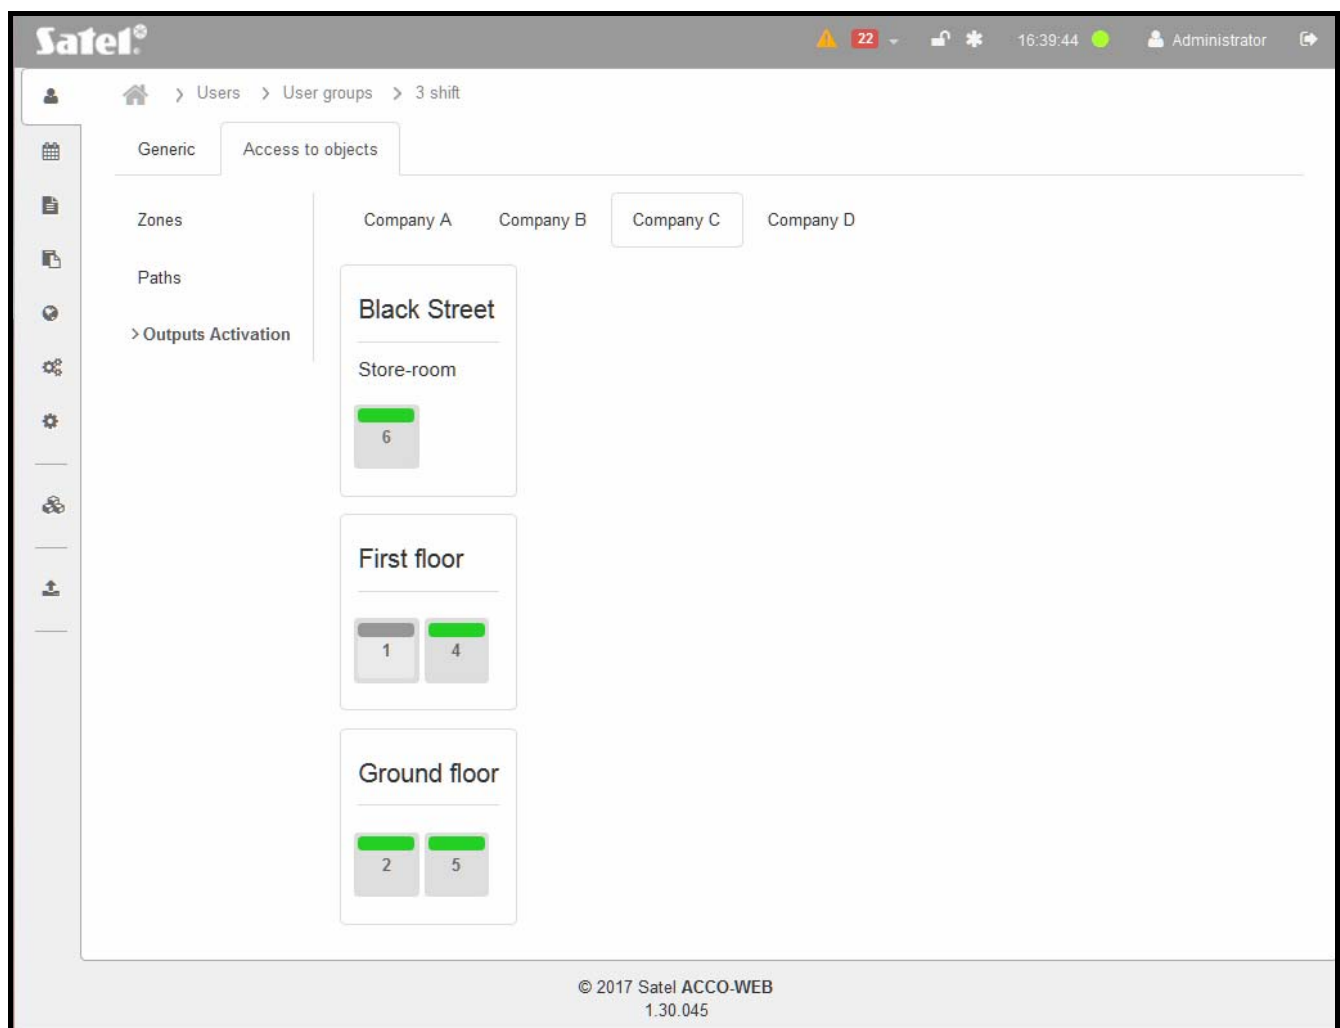 Satel®
22
16:39:44
Administrator
> Users > User groups > 3 shift
Generic
Access to objects
Zones
Paths
> Outputs Activation
Company A
Company B
Company C
Company D
Black Street
Store-room
6
First floor
1
4
Ground floor
2
5
© 2017 Satel ACCO-WEB
1.30.045